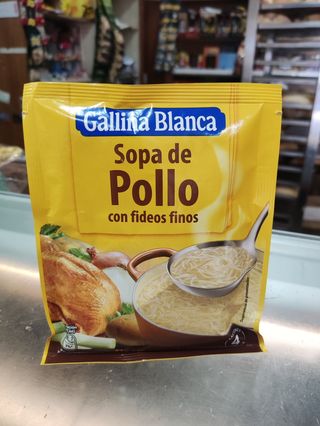 Gallina Blanca
Sopa de
Pollo
con fideos finos